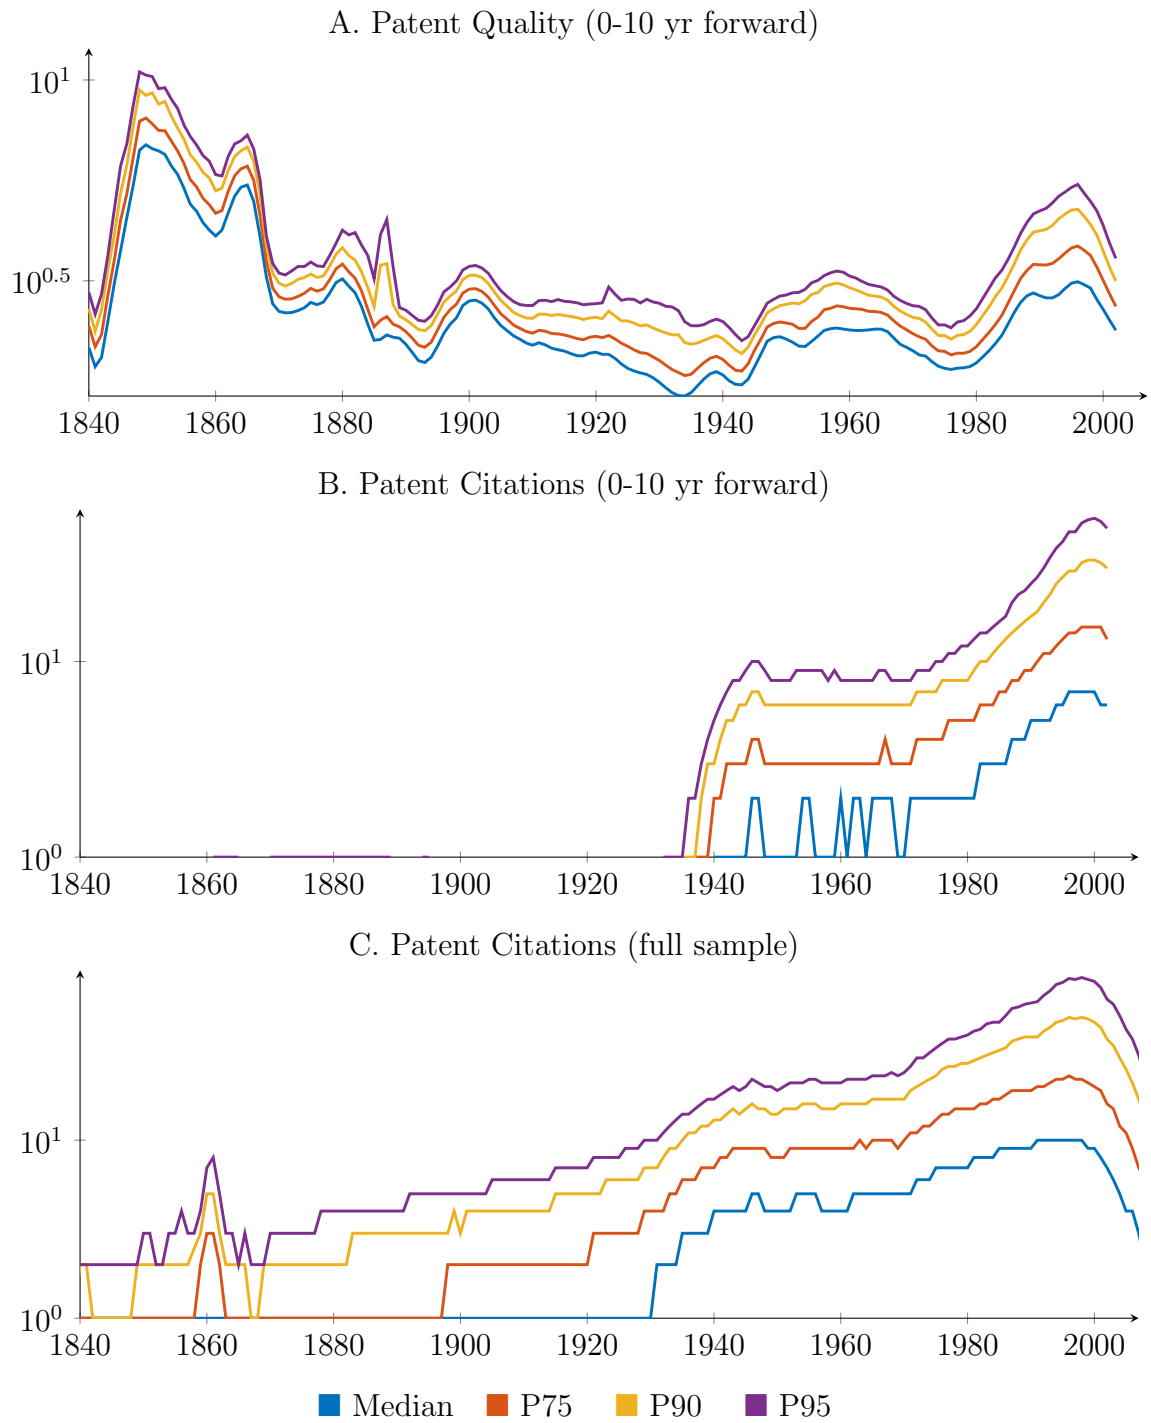 A. Patent Quality (0-10 yr forward)
10^1
10^0.5
1840 1860 1880 1900 1920 1940 1960 1980 2000
B. Patent Citations (0-10 yr forward)
10^1
10^0
1840 1860 1880 1900 1920 1940 1960 1980 2000
C. Patent Citations (full sample)
10^1
10^0
1840 1860 1880 1900 1920 1940 1960 1980 2000
Median P75 P90 P95